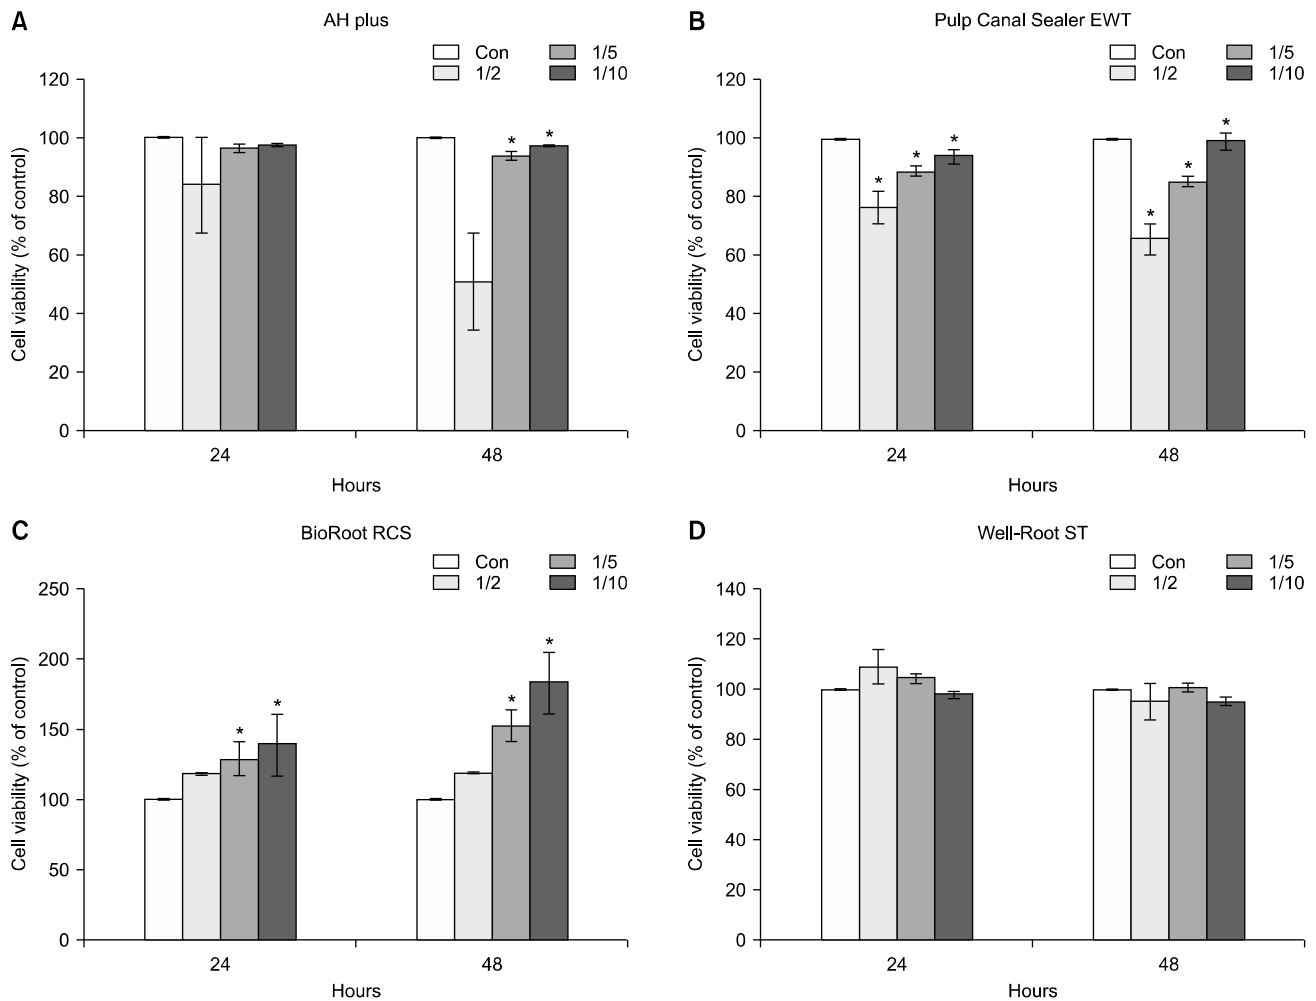 A
AH plus
Con
1/5
1/2
1/10
Cell viability (% of control)
120
100
80
60
40
20
0
* *
24
48
Hours
B
Pulp Canal Sealer EWT
Con
1/5
1/2
1/10
Cell viability (% of control)
120
100
80
60
40
20
0
* * * * * *
24
48
Hours
C
BioRoot RCS
Con
1/5
1/2
1/10
Cell viability (% of control)
250
200
150
100
50
0
* * * *
24
48
Hours
D
Well-Root ST
Con
1/5
1/2
1/10
Cell viability (% of control)
140
120
100
80
60
40
20
0
24
48
Hours